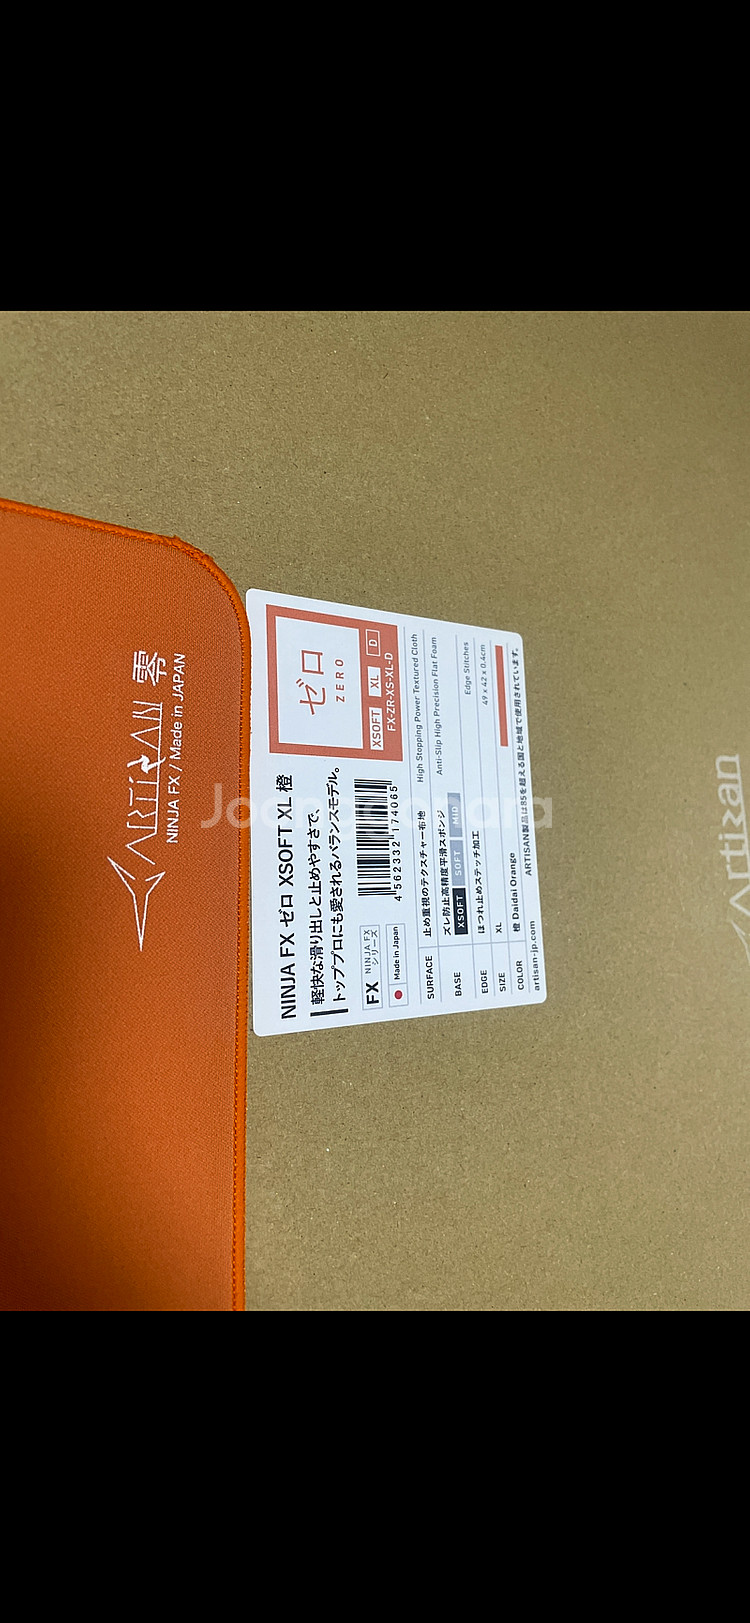 ARTISAN 零
NINJA FX / Made in JAPAN
NINJA FX ゼロ XSOFT XL 橙
軽快な滑り出しと止めやすさで、
トッププロにも愛されるバランスモデル。
ゼロ
ZERO
XSOFT XL D
FX-ZR-XS-XL-D
FX NINJA FX シリーズ
Made in Japan
4 562332 174065
SURFACE 止め重視のテクスチャー布地 High Stopping Power Textured Cloth
BASE ズレ防止高精度平滑スポンジ Anti-Slip High Precision Flat Foam
XSOFT SOFT MID
EDGE ほつれ止めステッチ加工 Edge Stitches
SIZE XL 49 x 42 x 0.4cm
COLOR 橙 Daidai Orange
artisan-jp.com ARTISAN製品は85を超える国と地域で使用されています。
Artisan
Joongonara